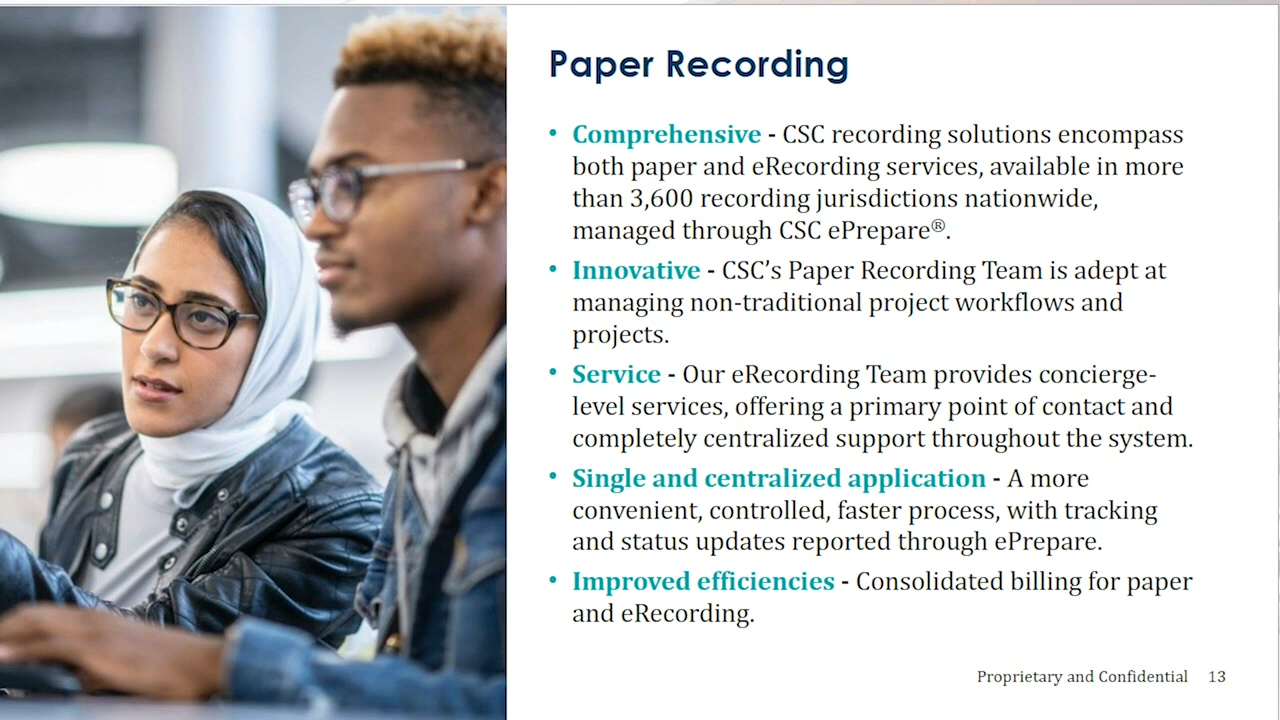 Paper Recording
• Comprehensive - CSC recording solutions encompass
both paper and eRecording services, available in more
than 3,600 recording jurisdictions nationwide,
managed through CSC ePrepare®.
• Innovative - CSC’s Paper Recording Team is adept at
managing non-traditional project workflows and
projects.
• Service - Our eRecording Team provides concierge-
level services, offering a primary point of contact and
completely centralized support throughout the system.
• Single and centralized application - A more
convenient, controlled, faster process, with tracking
and status updates reported through ePrepare.
• Improved efficiencies - Consolidated billing for paper
and eRecording.
Proprietary and Confidential 13